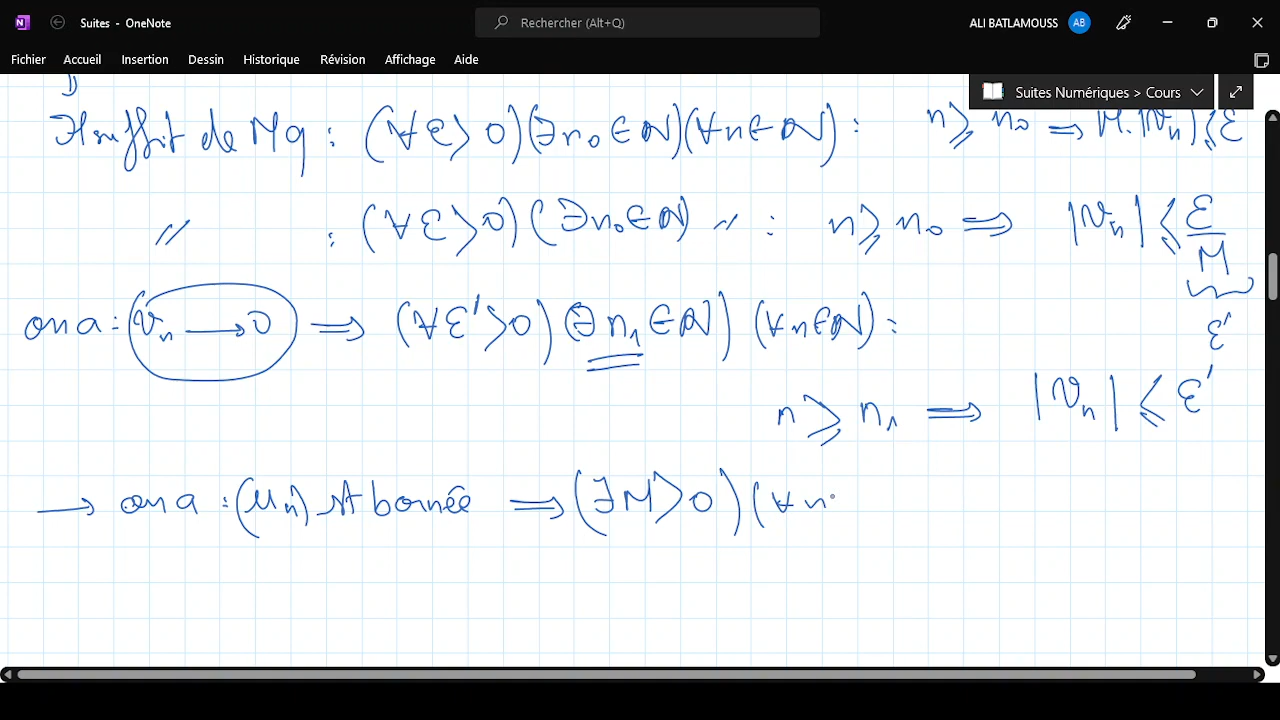 Suites - OneNote
Rechercher (Alt+Q)
ALI BATLAMOUSS AB
Fichier Accueil Insertion Dessin Historique Révision Affichage Aide
Suites Numériques > Cours
Il suffit de Mq : (∀ε>0)(∃n₀∈ℕ)(∀n∈ℕ) : n⩾n₀ ⟹ M.|Vₙ|⩽ε
〃 : (∀ε>0)(∃n₀∈ℕ) 〃 : n⩾n₀ ⟹ |Vₙ|⩽ε/M
ε'
on a : (Vₙ ⟶ 0) ⟹ (∀ε'>0)(∃n₁∈ℕ)(∀n∈ℕ) :
n⩾n₁ ⟹ |Vₙ|⩽ε'
⟶ on a : (Uₙ) st bornée ⟹ (∃M>0)(∀n